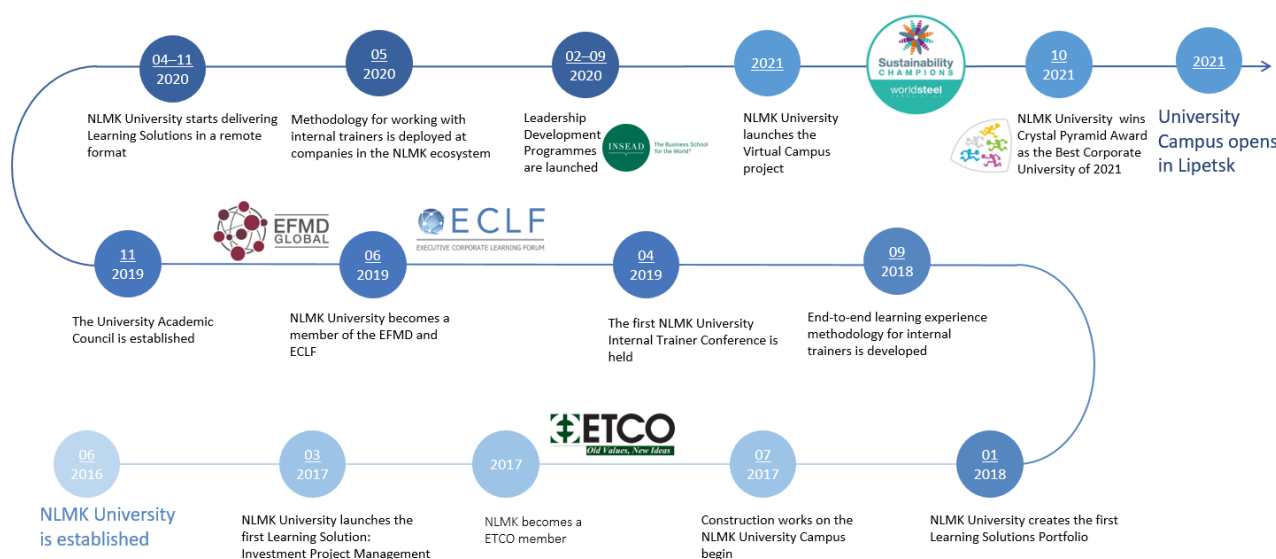 04–11
2020
NLMK University starts delivering
Learning Solutions in a remote
format
05
2020
Methodology for working with
internal trainers is deployed at
companies in the NLMK ecosystem
02–09
2020
Leadership
Development
Programmes
are launched
INSEAD
The Business School
for the World®
2021
NLMK University
launches the
Virtual Campus
project
Sustainability
CHAMPIONS
worldsteel
ASSOCIATION
10
2021
NLMK University wins
Crystal Pyramid Award
as the Best Corporate
University of 2021
2021
University
Campus opens
in Lipetsk
11
2019
The University Academic
Council is established
EFMD
GLOBAL
06
2019
NLMK University becomes a
member of the EFMD and
ECLF
ECLF
EXECUTIVE CORPORATE LEARNING FORUM
04
2019
The first NLMK University
Internal Trainer Conference is
held
09
2018
End-to-end learning experience
methodology for internal
trainers is developed
06
2016
NLMK University
is established
03
2017
NLMK University launches the
first Learning Solution:
Investment Project Management
2017
NLMK becomes a
ETCO member
ETCO
Old Values, New Ideas
07
2017
Construction works on the
NLMK University Campus
begin
01
2018
NLMK University creates the first
Learning Solutions Portfolio